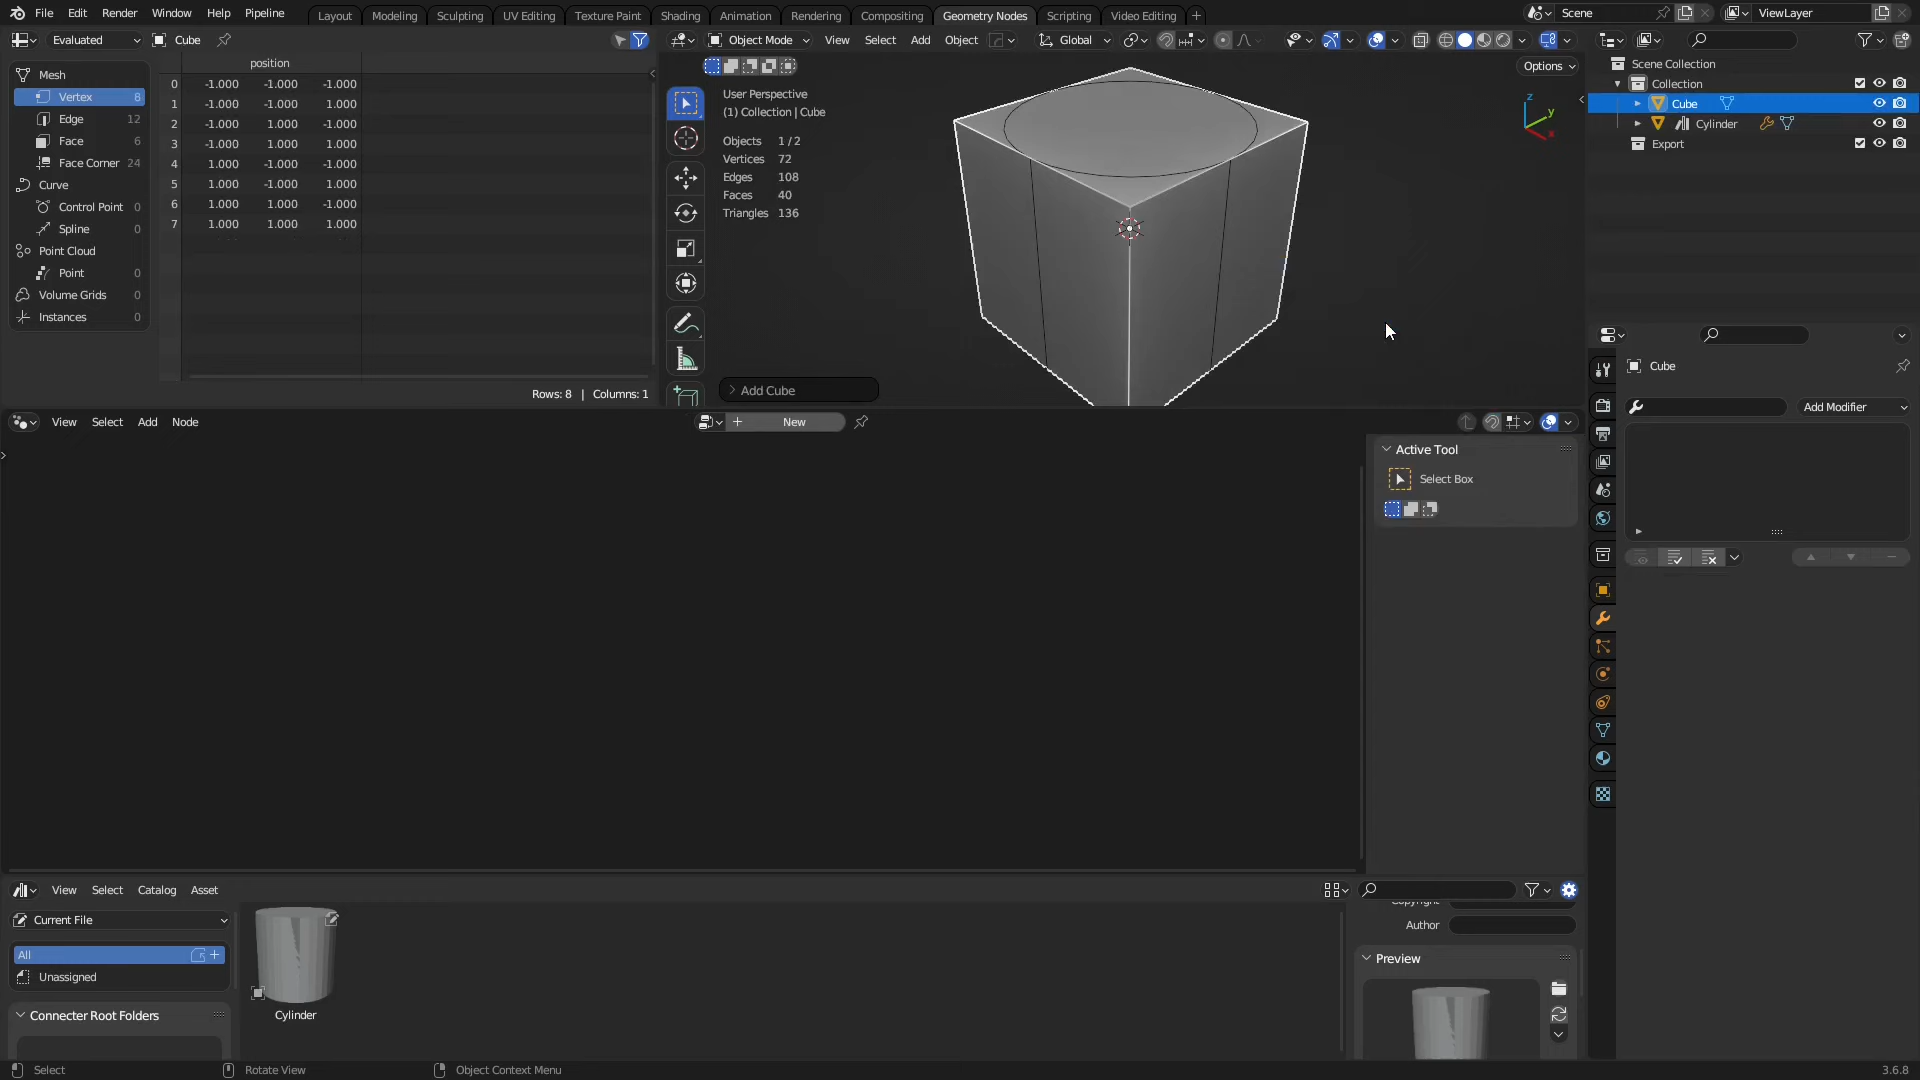 File Edit Render Window Help Pipeline Layout Modeling Sculpting UV Editing Texture Paint Shading Animation Rendering Compositing Geometry Nodes Scripting Video Editing + Scene ViewLayer
Evaluated Cube
Object Mode View Select Add Object Global
Mesh
Vertex 8
Edge 12
Face 6
Face Corner 24
Curve
Control Point 0
Spline 0
Point Cloud
Point 0
Volume Grids 0
Instances 0
position
0 -1.000 -1.000 -1.000
1 -1.000 -1.000 1.000
2 -1.000 1.000 -1.000
3 -1.000 1.000 1.000
4 1.000 -1.000 -1.000
5 1.000 -1.000 1.000
6 1.000 1.000 -1.000
7 1.000 1.000 1.000
Rows: 8 | Columns: 1
Options
User Perspective
(1) Collection | Cube
Objects 1 / 2
Vertices 72
Edges 108
Faces 40
Triangles 136
z
y
x
Add Cube
Scene Collection
Collection
Cube
Cylinder
Export
Cube
Add Modifier
View Select Add Node
+ New
Active Tool
Select Box
View Select Catalog Asset
Current File
All
Unassigned
Connecter Root Folders
Cylinder
Author
Preview
Select Rotate View Object Context Menu 3.6.8